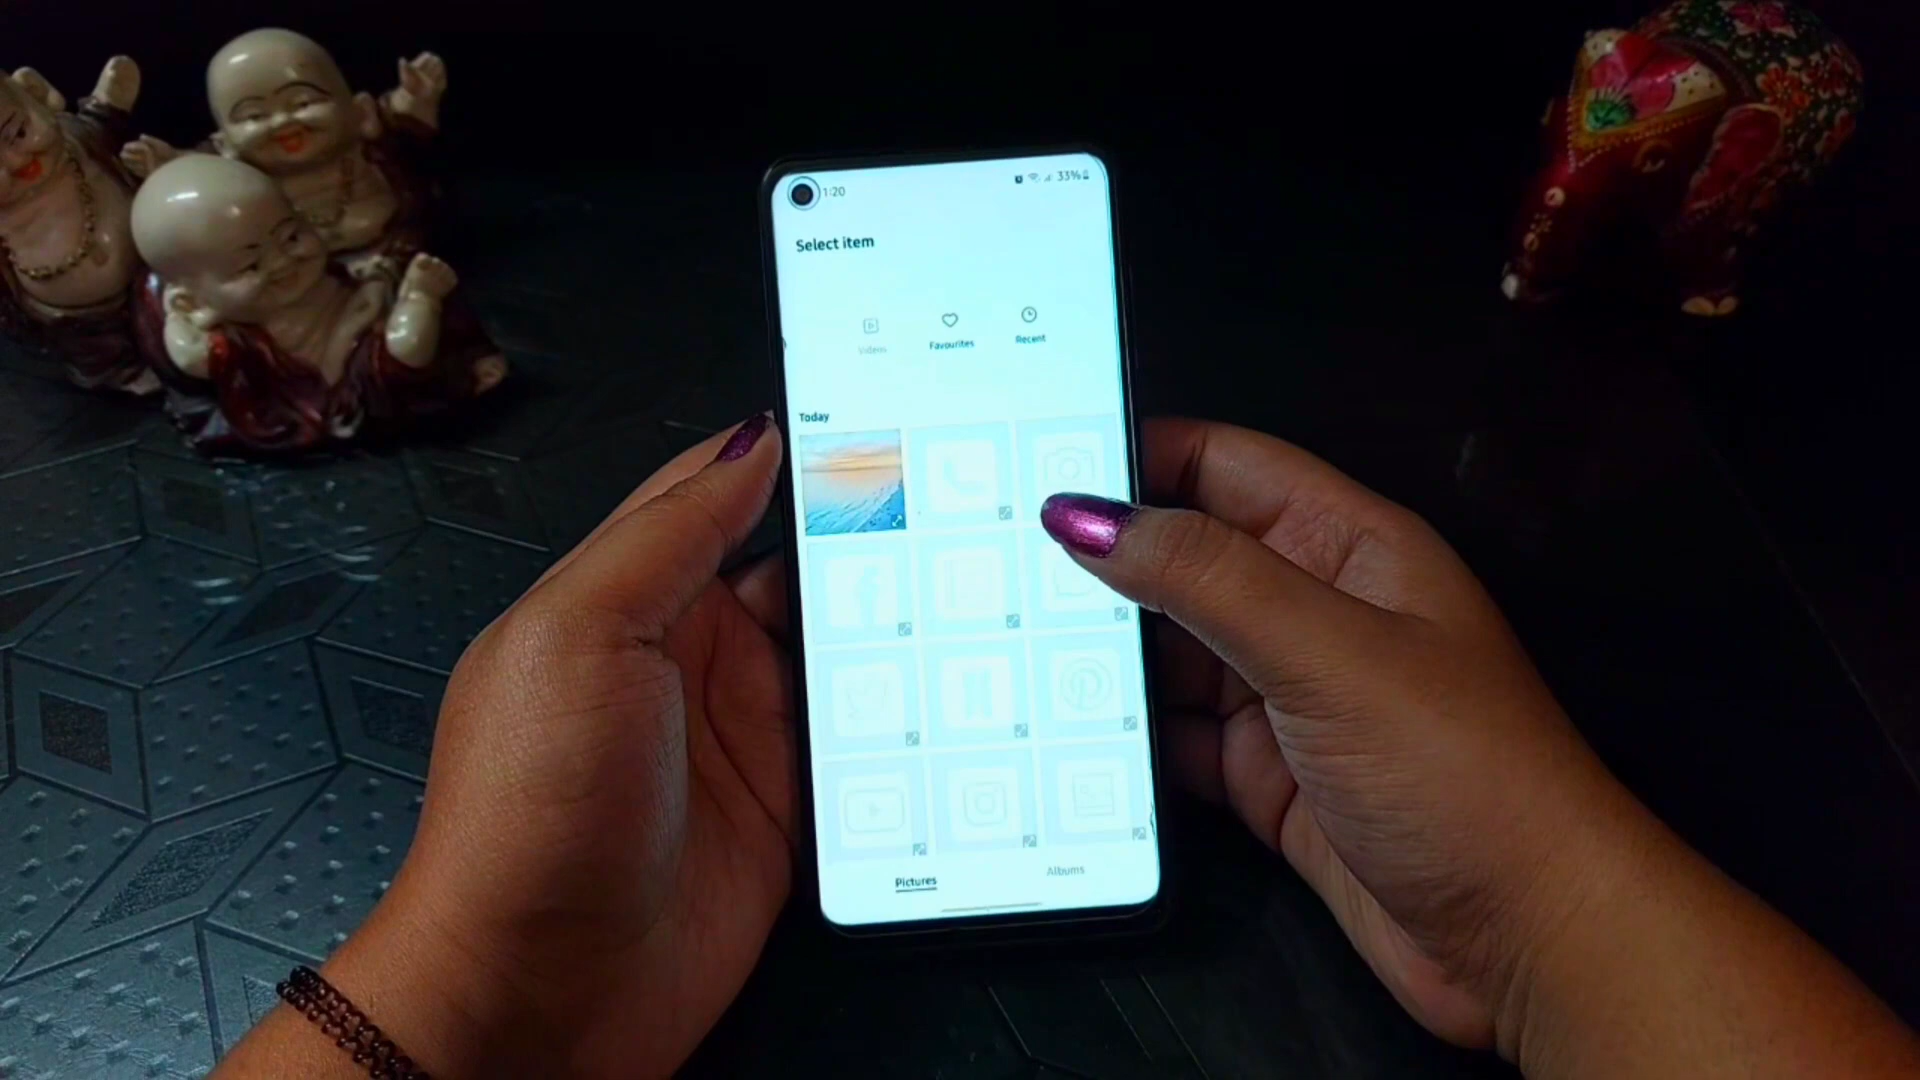 1:20
33%
Select item
Videos
Favourites
Recent
Today
Pictures
Albums